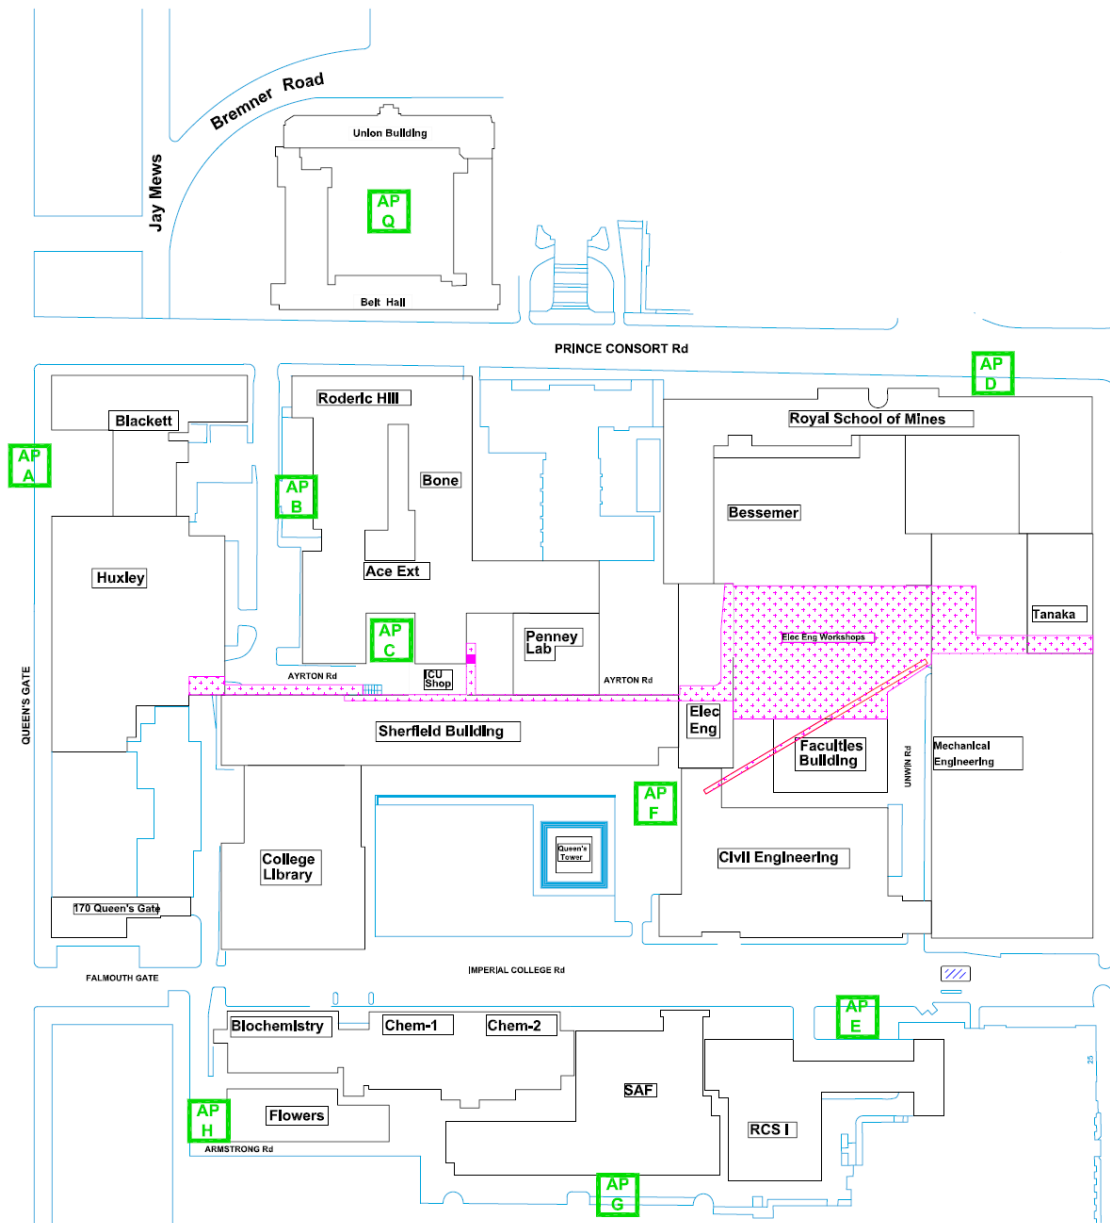 Bremner Road
Jay Mews
Union Building
AP
Q
Beit Hall
PRINCE CONSORT Rd
AP
D
Roderic Hill
Blackett
Royal School of Mines
AP
A
Bone
AP
B
Bessemer
Huxley
Ace Ext
Tanaka
AP
C
Penney
Lab
Elec Eng Workshops
QUEEN'S GATE
AYRTON Rd
ICU
Shop
AYRTON Rd
Sherfield Building
Elec
Eng
Faculties
Building
UNWIN Rd
Mechanical
Engineering
AP
F
Queen's
Tower
College
Library
Civil Engineering
170 Queen's Gate
FALMOUTH GATE
IMPERIAL COLLEGE Rd
AP
E
Biochemistry
Chem-1
Chem-2
25
SAF
AP
H
Flowers
RCS I
ARMSTRONG Rd
AP
G